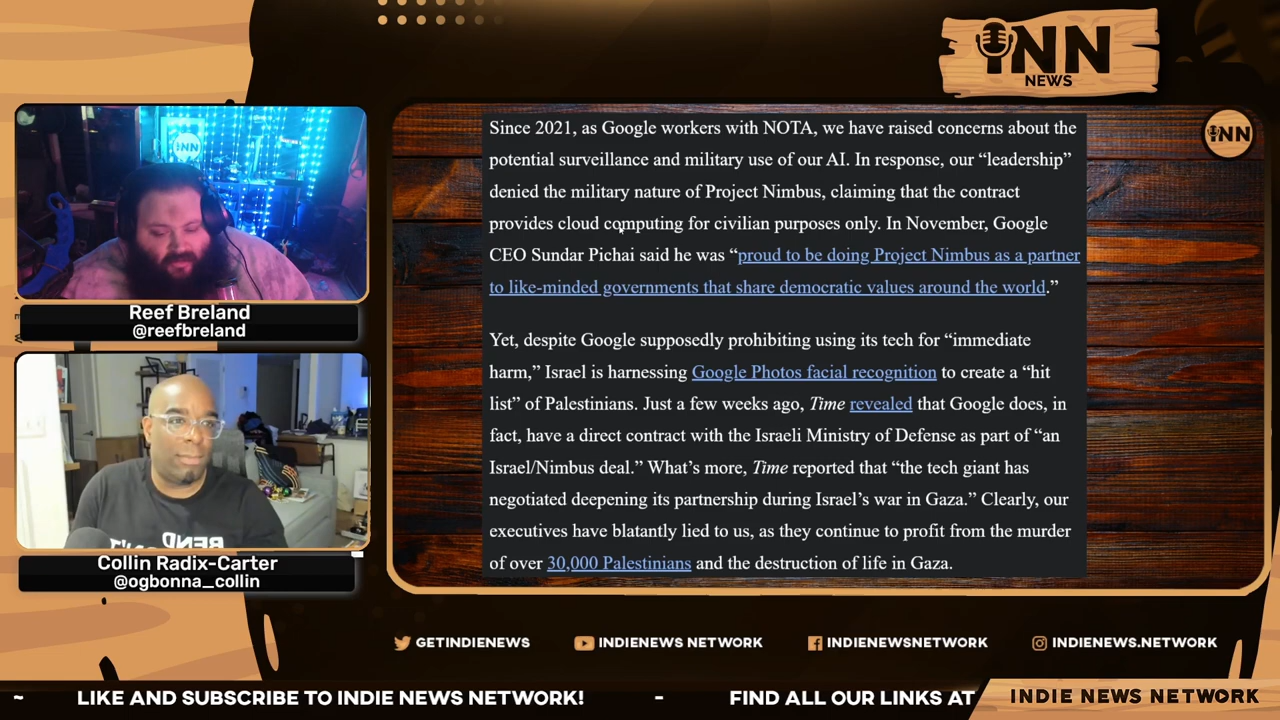 INN
NEWS
INN
INN
Since 2021, as Google workers with NOTA, we have raised concerns about the
potential surveillance and military use of our AI. In response, our “leadership”
denied the military nature of Project Nimbus, claiming that the contract
provides cloud computing for civilian purposes only. In November, Google
CEO Sundar Pichai said he was “proud to be doing Project Nimbus as a partner
to like-minded governments that share democratic values around the world.”
Yet, despite Google supposedly prohibiting using its tech for “immediate
harm,” Israel is harnessing Google Photos facial recognition to create a “hit
list” of Palestinians. Just a few weeks ago, Time revealed that Google does, in
fact, have a direct contract with the Israeli Ministry of Defense as part of “an
Israel/Nimbus deal.” What’s more, Time reported that “the tech giant has
negotiated deepening its partnership during Israel’s war in Gaza.” Clearly, our
executives have blatantly lied to us, as they continue to profit from the murder
of over 30,000 Palestinians and the destruction of life in Gaza.
Reef Breland
@reefbreland
Collin Radix-Carter
@ogbonna_collin
GETINDIENEWS
INDIENEWS NETWORK
INDIENEWSNETWORK
INDIENEWS.NETWORK
~ LIKE AND SUBSCRIBE TO INDIE NEWS NETWORK! - FIND ALL OUR LINKS AT
INDIE NEWS NETWORK